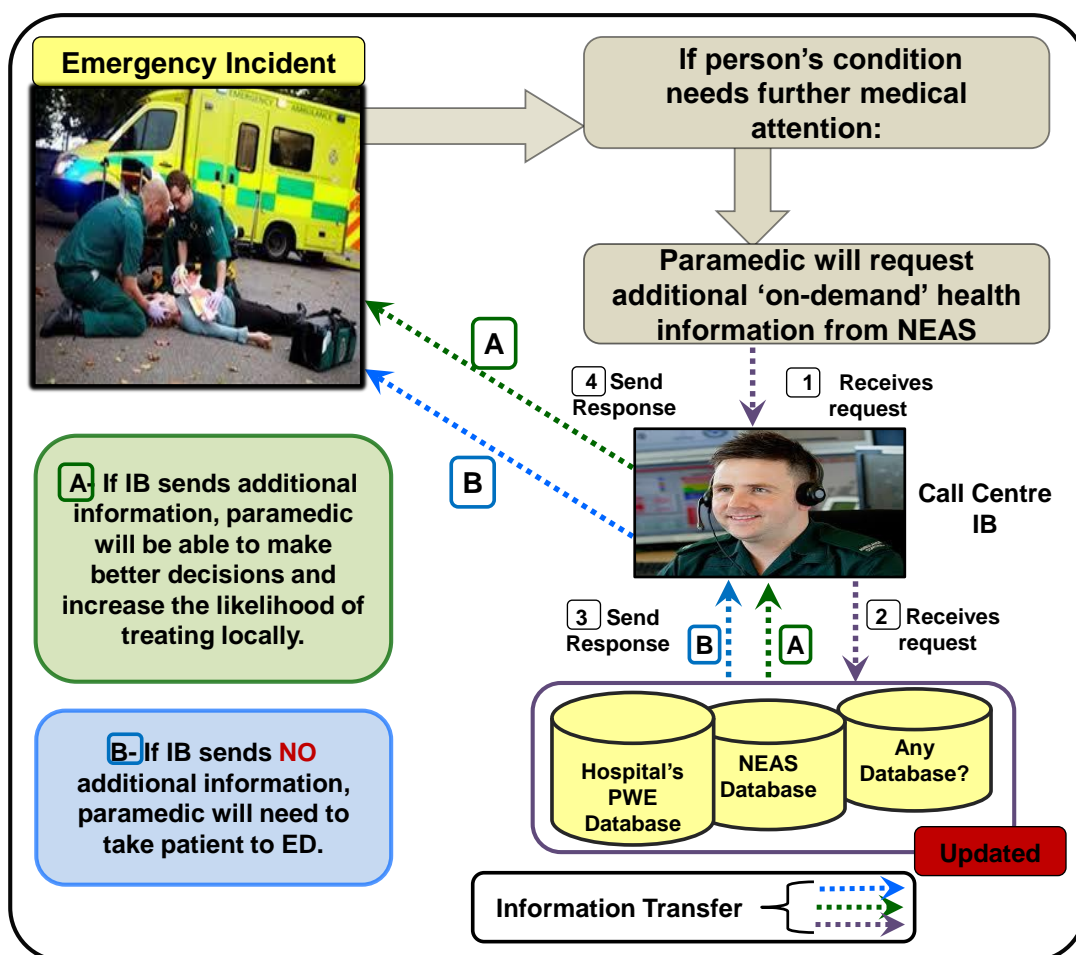 Emergency Incident
If person's condition
needs further medical
attention:
Paramedic will request
additional 'on-demand' health
information from NEAS
A
B
4 Send
Response
1 Receives
request
Call Centre
IB
A- If IB sends additional
information, paramedic
will be able to make
better decisions and
increase the likelihood of
treating locally.
3 Send
Response
B
A
2 Receives
request
B- If IB sends NO
additional information,
paramedic will need to
take patient to ED.
Hospital's
PWE
Database
NEAS
Database
Any
Database?
Updated
Information Transfer